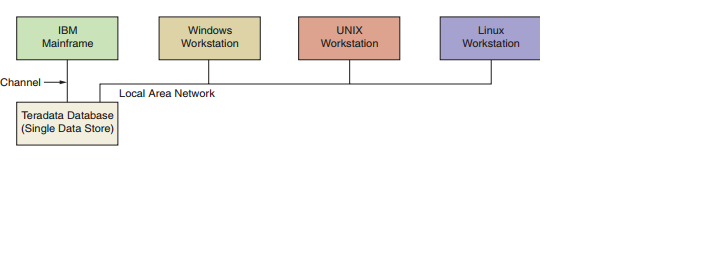 IBM
Mainframe
Windows
Workstation
UNIX
Workstation
Linux
Workstation
Channel
Local Area Network
Teradata Database
(Single Data Store)